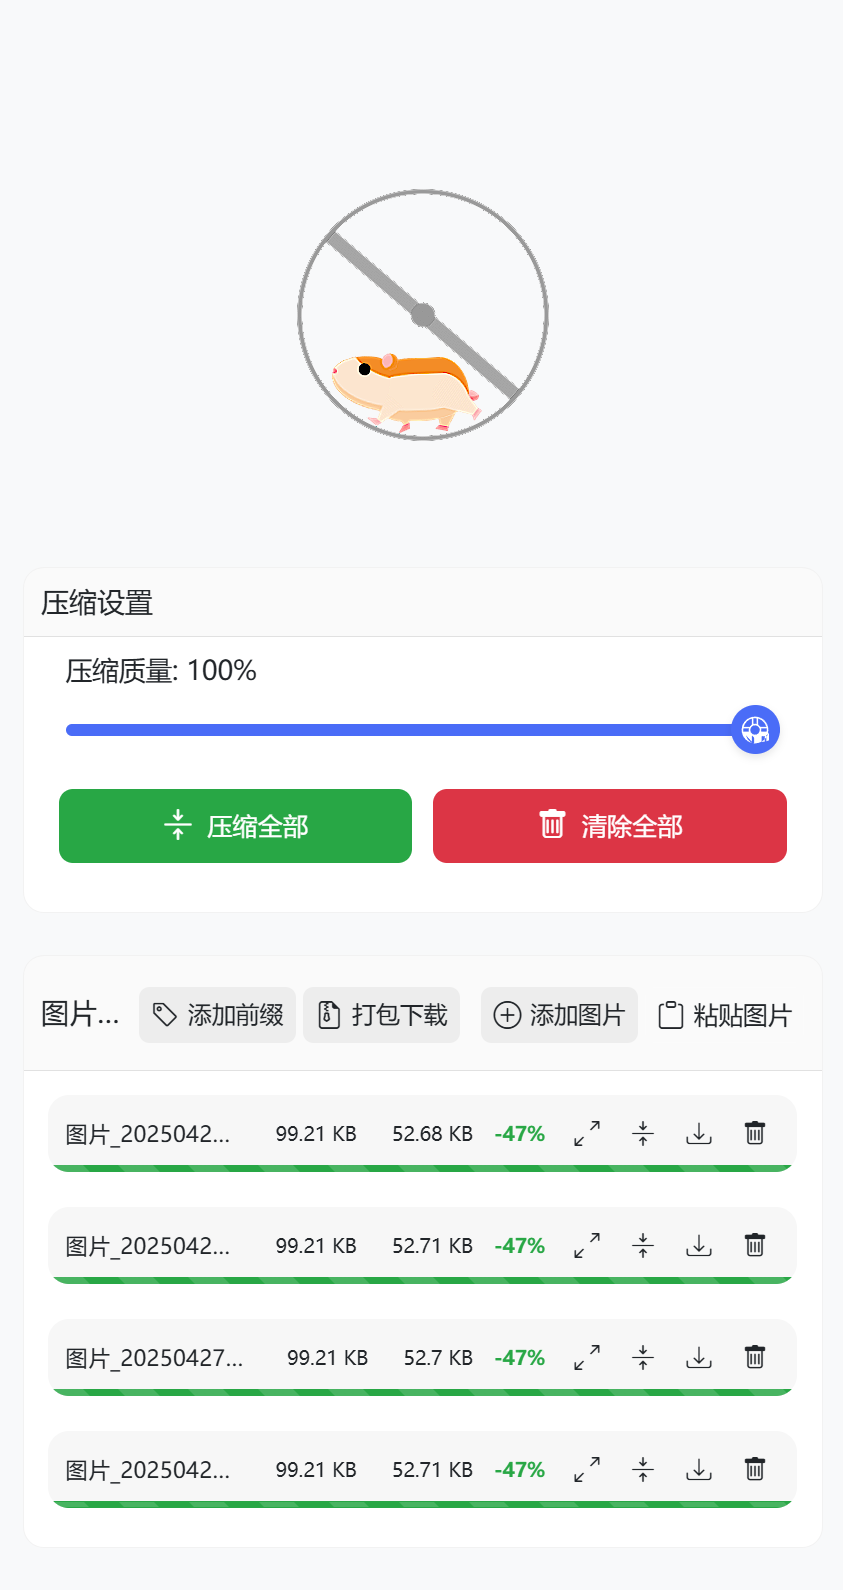 压缩设置
压缩质量: 100%
压缩全部 清除全部
图片... 添加前缀 打包下载 添加图片 粘贴图片
图片_2025042... 99.21 KB 52.68 KB -47%
图片_2025042... 99.21 KB 52.71 KB -47%
图片_20250427... 99.21 KB 52.7 KB -47%
图片_2025042... 99.21 KB 52.71 KB -47%